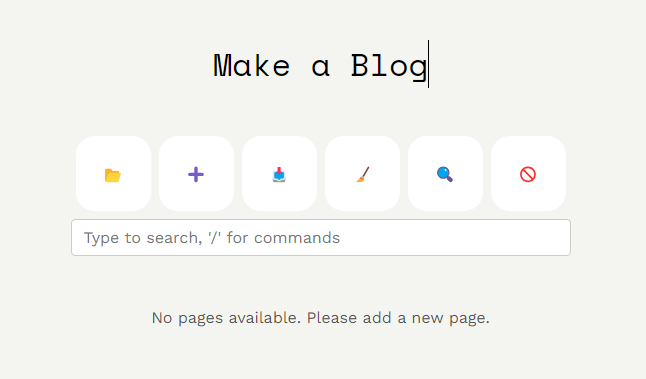 Make a Blog
Type to search, '/' for commands
No pages available. Please add a new page.